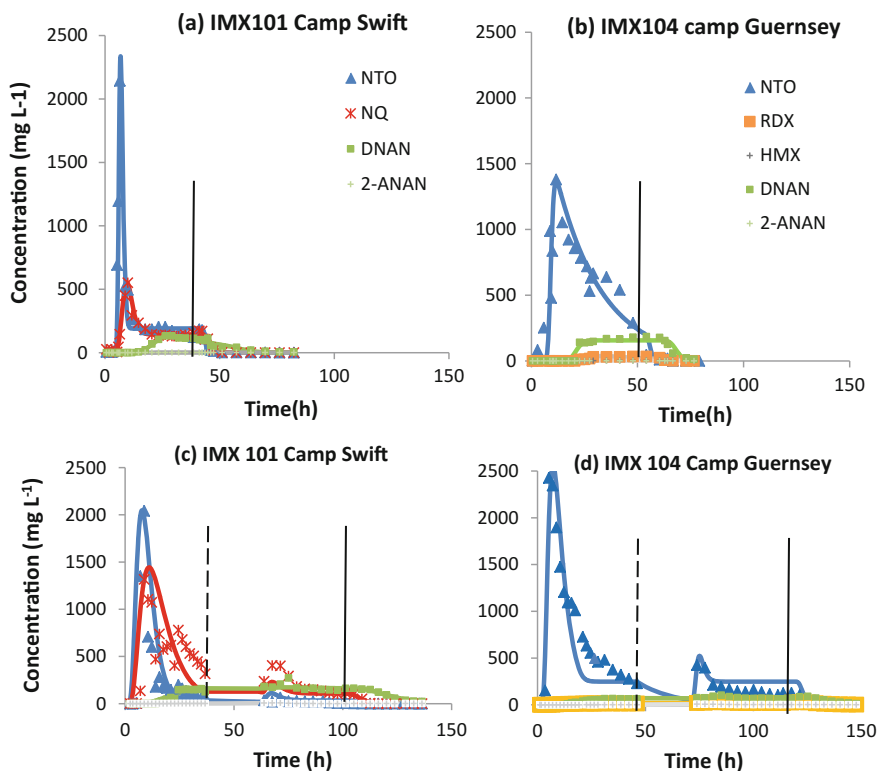 (a) IMX101 Camp Swift
2500
2000
1500
1000
500
0
0 50 100 150
Concentration (mg L-1)
Time(h)
NTO
NQ
DNAN
2-ANAN
(b) IMX104 camp Guernsey
2500
2000
1500
1000
500
0
0 50 100 150
Time(h)
NTO
RDX
HMX
DNAN
2-ANAN
(c) IMX 101 Camp Swift
2500
2000
1500
1000
500
0
0 50 100 150
Concentration (mg L⁻¹)
Time (h)
(d) IMX 104 Camp Guernsey
2500
2000
1500
1000
500
0
0 50 100 150
Time (h)